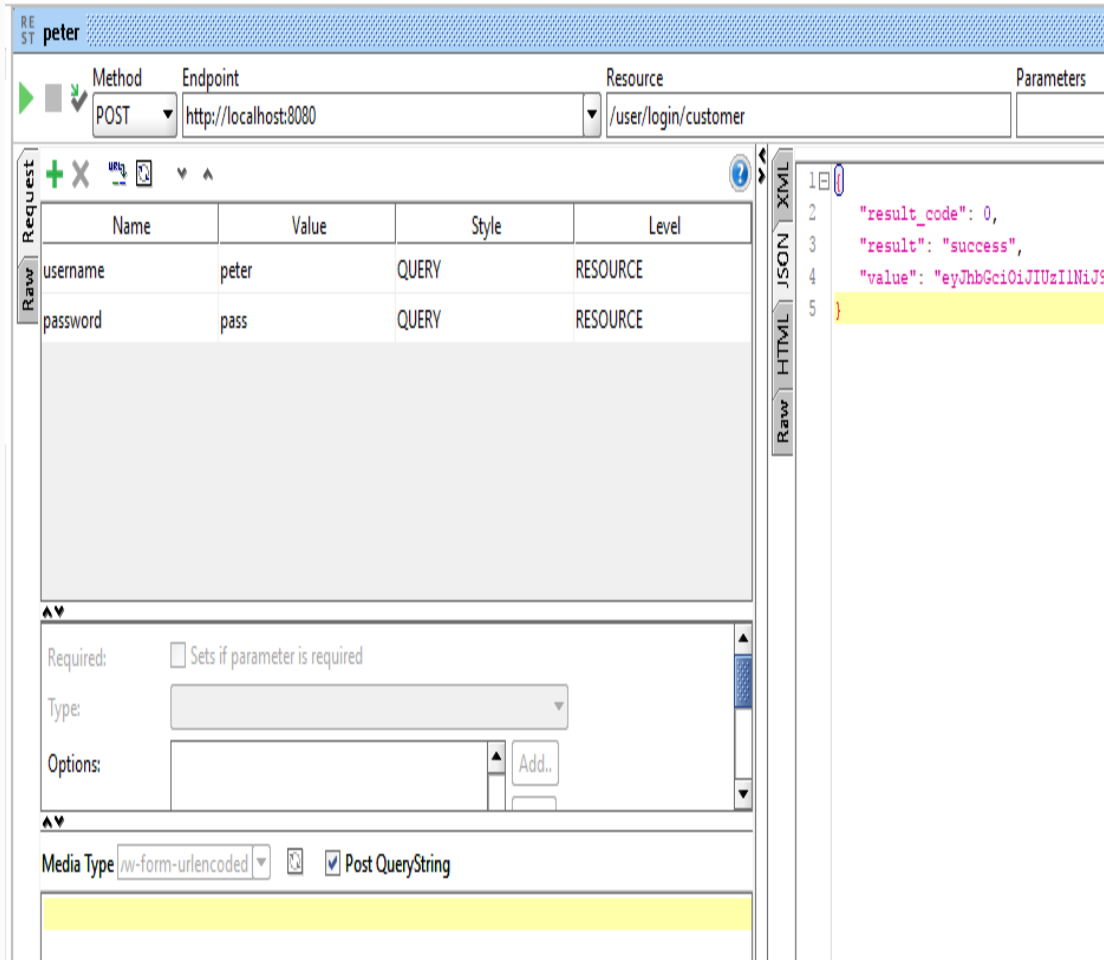 RE
ST peter
Method Endpoint Resource Parameters
POST http://localhost:8080 /user/login/customer
Request
Raw
Name Value Style Level
username peter QUERY RESOURCE
password pass QUERY RESOURCE
Required: Sets if parameter is required
Type:
Options: Add..
Media Type /w-form-urlencoded Post QueryString
XML
JSON
HTML
Raw
1 {
2 "result_code": 0,
3 "result": "success",
4 "value": "eyJhbGciOiJIUzI1NiJ9
5 }